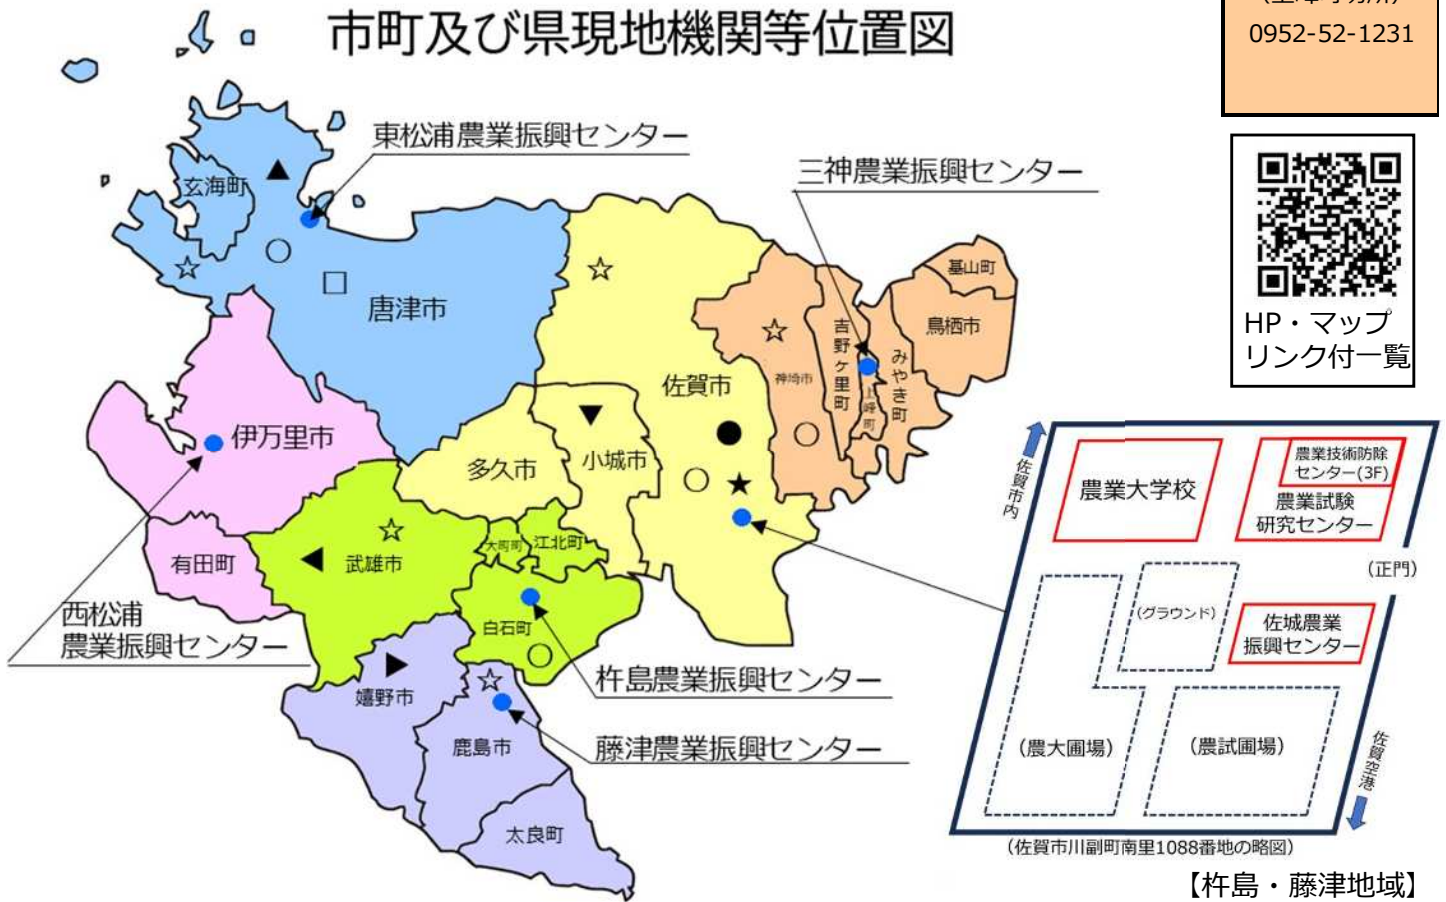 市町及び県現地機関等位置図
0952-52-1231
HP・マップ
リンク付一覧
東松浦農業振興センター
三神農業振興センター
玄海町
唐津市
基山町
鳥栖市
吉野ヶ里町
みやき町
上峰町
神埼市
佐賀市
伊万里市
多久市
小城市
有田町
武雄市
大町町
江北町
白石町
西松浦
農業振興センター
杵島農業振興センター
嬉野市
鹿島市
藤津農業振興センター
太良町
佐賀市内
農業大学校
農業技術防除
センター(3F)
農業試験
研究センター
(正門)
(グラウンド)
佐城農業
振興センター
(農大圃場)
(農試圃場)
佐賀空港
(佐賀市川副町南里1088番地の略図)
【杵島・藤津地域】